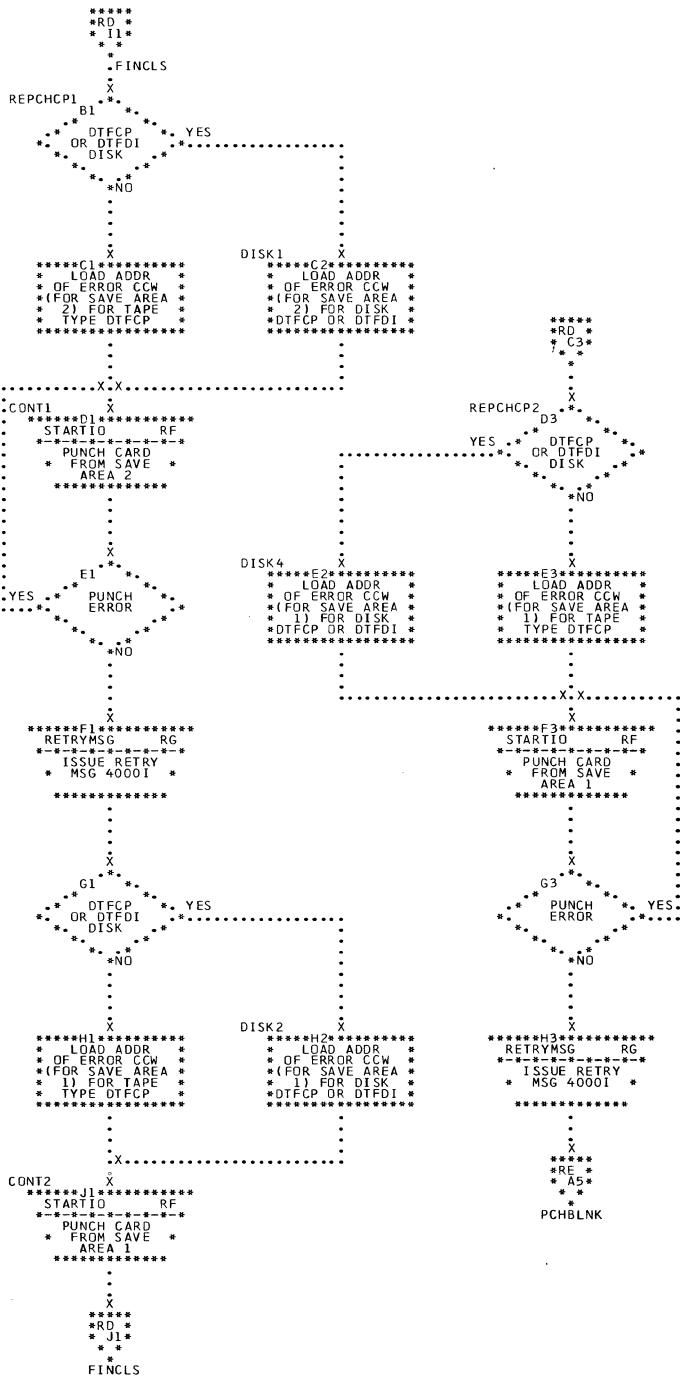 RD
I1
FINCLS
REPCHCP1
B1
DTFCP
OR DTFDI
DISK
YES
NO
C1
LOAD ADDR
OF ERROR CCW
(FOR SAVE AREA
2) FOR TAPE
TYPE DTFCP
DISK1
C2
LOAD ADDR
OF ERROR CCW
(FOR SAVE AREA
2) FOR DISK
DTFCP OR DTFDI
RD
C3
CONT1
D1
STARTIO RF
PUNCH CARD
FROM SAVE
AREA 2
REPCHCP2
D3
DTFCP
OR DTFDI
DISK
YES
NO
E1
PUNCH
ERROR
YES
NO
DISK4
E2
LOAD ADDR
OF ERROR CCW
(FOR SAVE AREA
1) FOR DISK
DTFCP OR DTFDI
E3
LOAD ADDR
OF ERROR CCW
(FOR SAVE AREA
1) FOR TAPE
TYPE DTFCP
F1
RETRYMSG RG
ISSUE RETRY
MSG 4000I
F3
STARTIO RF
PUNCH CARD
FROM SAVE
AREA 1
G1
DTFCP
OR DTFDI
DISK
YES
NO
G3
PUNCH
ERROR
YES
NO
H1
LOAD ADDR
OF ERROR CCW
(FOR SAVE AREA
1) FOR TAPE
TYPE DTFCP
DISK2
H2
LOAD ADDR
OF ERROR CCW
(FOR SAVE AREA
1) FOR DISK
DTFCP OR DTFDI
H3
RETRYMSG RG
ISSUE RETRY
MSG 4000I
RE
A5
PCHBLNK
CONT2
J1
STARTIO RF
PUNCH CARD
FROM SAVE
AREA 1
RD
J1
FINCLS